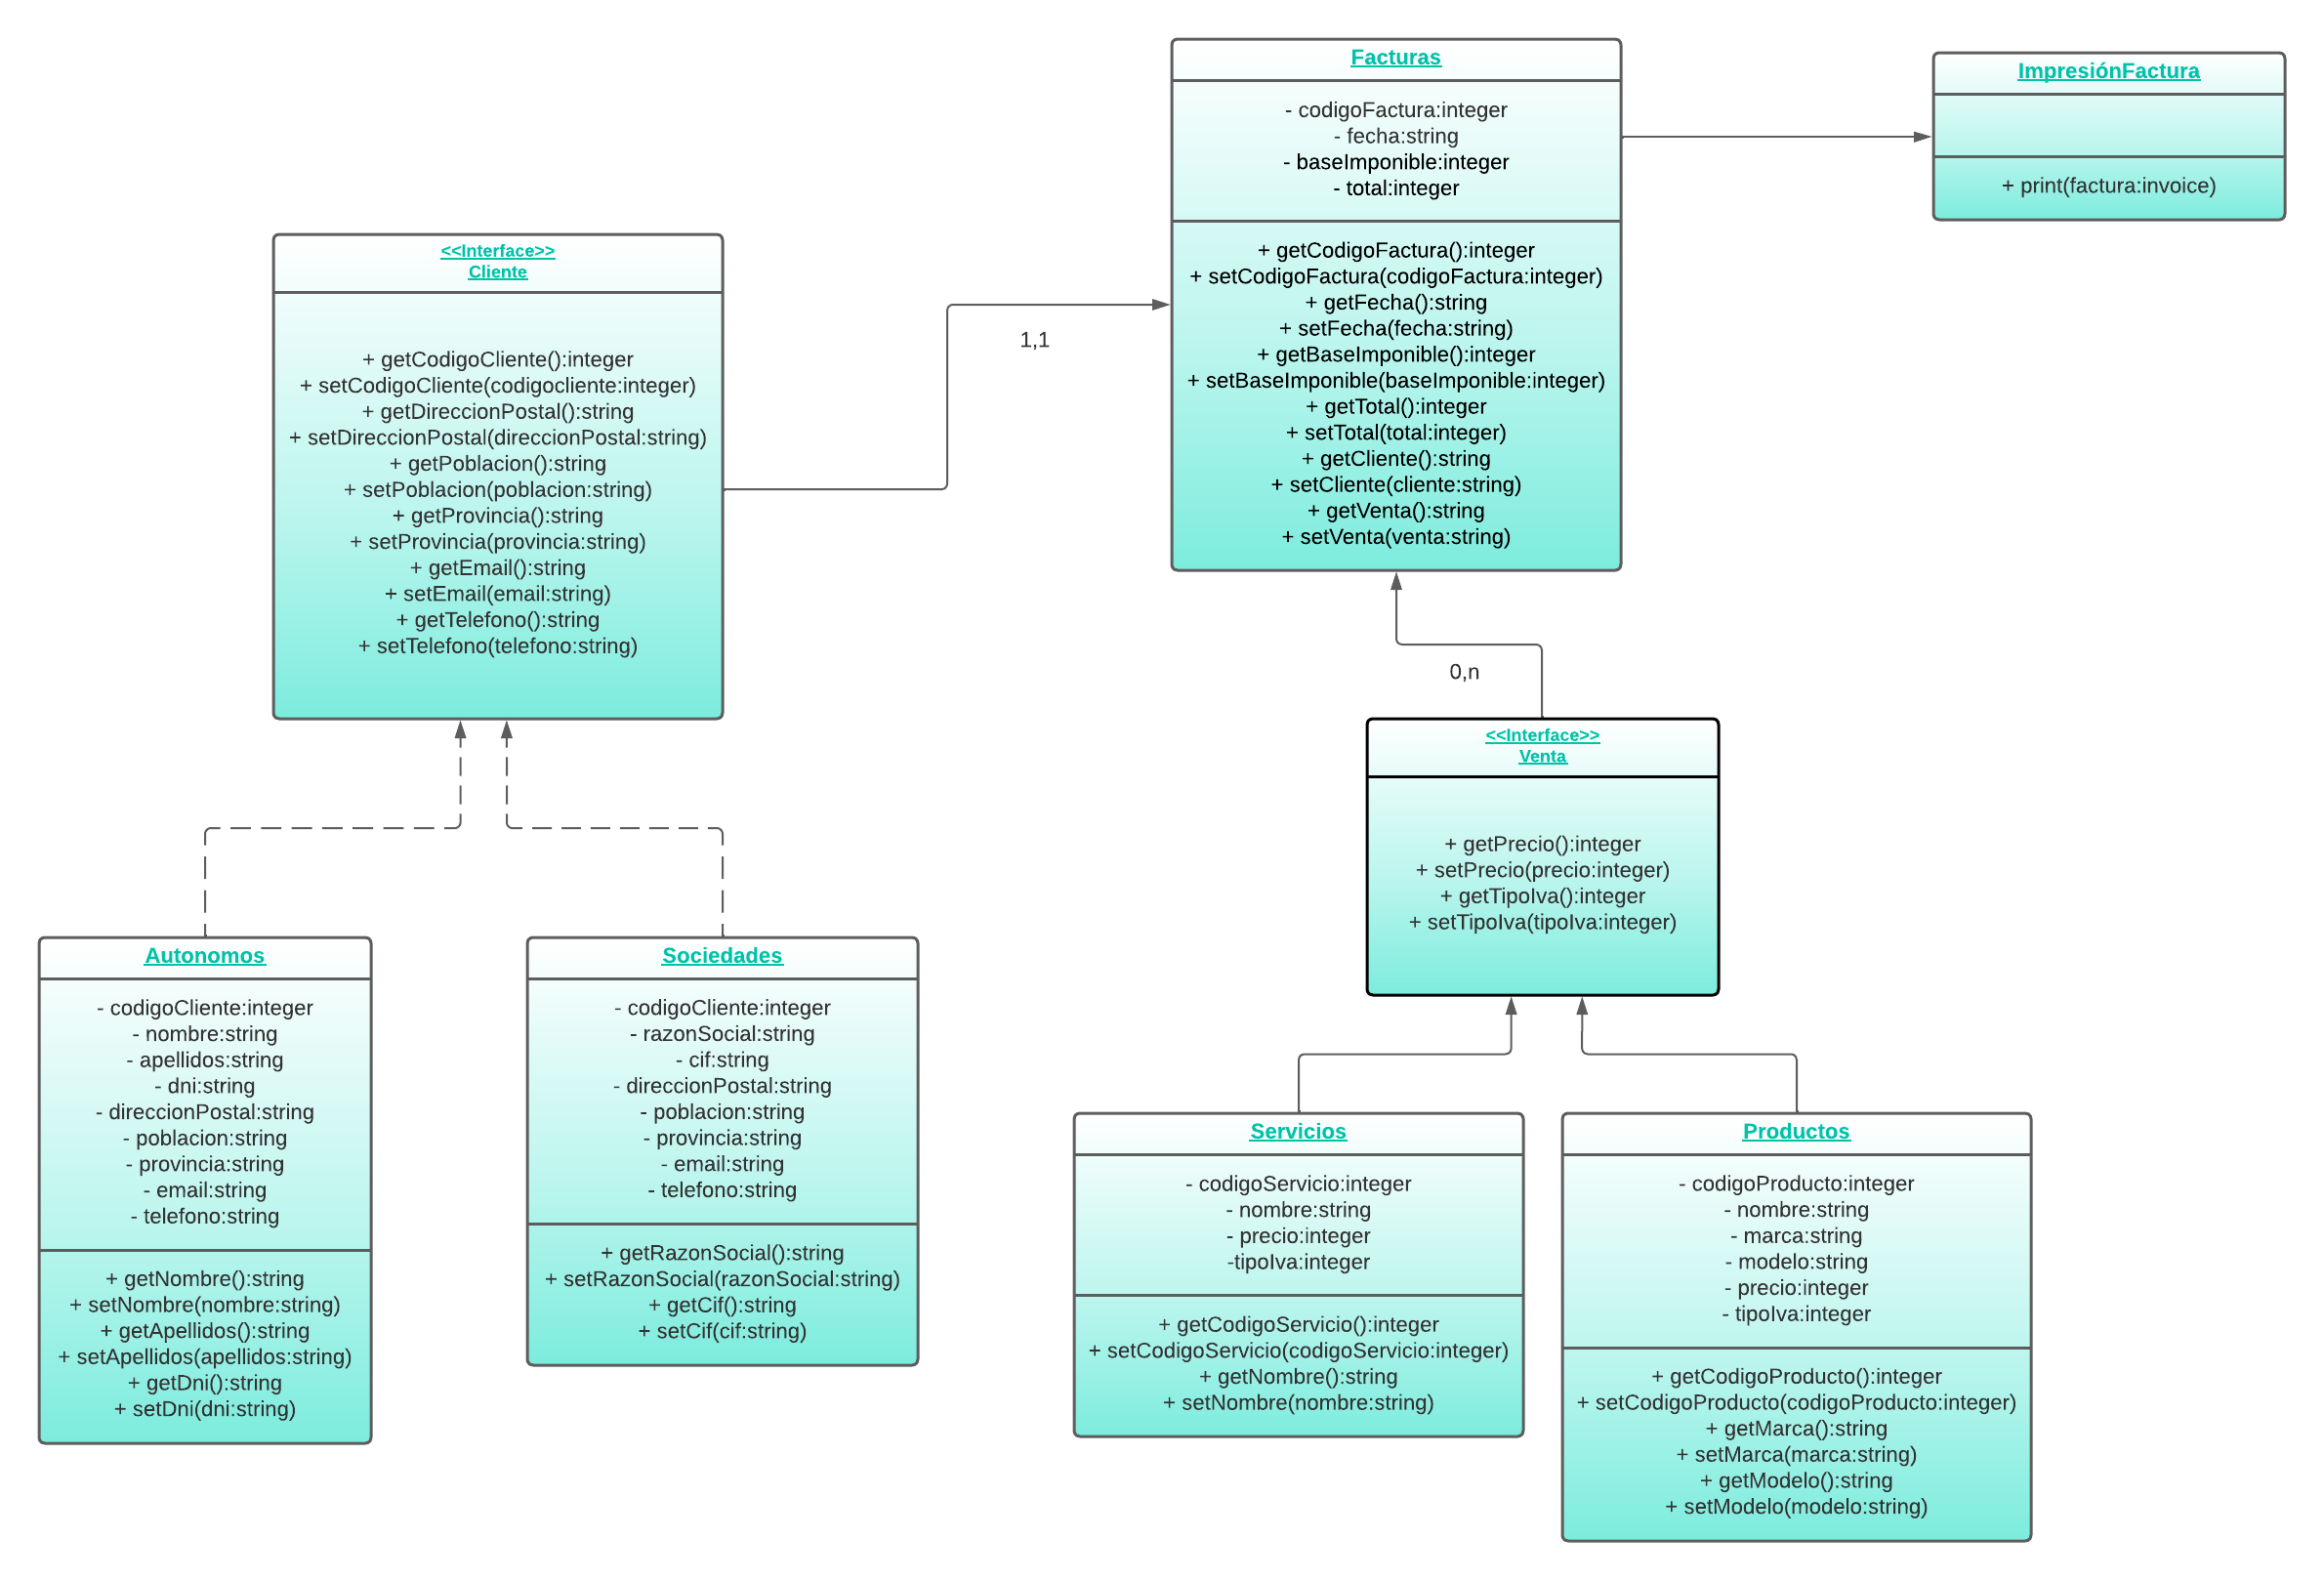 Facturas
- codigoFactura:integer
- fecha:string
- baseImponible:integer
- total:integer
+ getCodigoFactura():integer
+ setCodigoFactura(codigoFactura:integer)
+ getFecha():string
+ setFecha(fecha:string)
+ getBaseImponible():integer
+ setBaseImponible(baseImponible:integer)
+ getTotal():integer
+ setTotal(total:integer)
+ getCliente():string
+ setCliente(cliente:string)
+ getVenta():string
+ setVenta(venta:string)
ImpresiónFactura
+ print(factura:invoice)
<<Interface>>
Cliente
+ getCodigoCliente():integer
+ setCodigoCliente(codigocliente:integer)
+ getDireccionPostal():string
+ setDireccionPostal(direccionPostal:string)
+ getPoblacion():string
+ setPoblacion(poblacion:string)
+ getProvincia():string
+ setProvincia(provincia:string)
+ getEmail():string
+ setEmail(email:string)
+ getTelefono():string
+ setTelefono(telefono:string)
1,1
0,n
<<Interface>>
Venta
+ getPrecio():integer
+ setPrecio(precio:integer)
+ getTipoIva():integer
+ setTipoIva(tipoIva:integer)
Autonomos
- codigoCliente:integer
- nombre:string
- apellidos:string
- dni:string
- direccionPostal:string
- poblacion:string
- provincia:string
- email:string
- telefono:string
+ getNombre():string
+ setNombre(nombre:string)
+ getApellidos():string
+ setApellidos(apellidos:string)
+ getDni():string
+ setDni(dni:string)
Sociedades
- codigoCliente:integer
- razonSocial:string
- cif:string
- direccionPostal:string
- poblacion:string
- provincia:string
- email:string
- telefono:string
+ getRazonSocial():string
+ setRazonSocial(razonSocial:string)
+ getCif():string
+ setCif(cif:string)
Servicios
- codigoServicio:integer
- nombre:string
- precio:integer
-tipoIva:integer
+ getCodigoServicio():integer
+ setCodigoServicio(codigoServicio:integer)
+ getNombre():string
+ setNombre(nombre:string)
Productos
- codigoProducto:integer
- nombre:string
- marca:string
- modelo:string
- precio:integer
- tipoIva:integer
+ getCodigoProducto():integer
+ setCodigoProducto(codigoProducto:integer)
+ getMarca():string
+ setMarca(marca:string)
+ getModelo():string
+ setModelo(modelo:string)